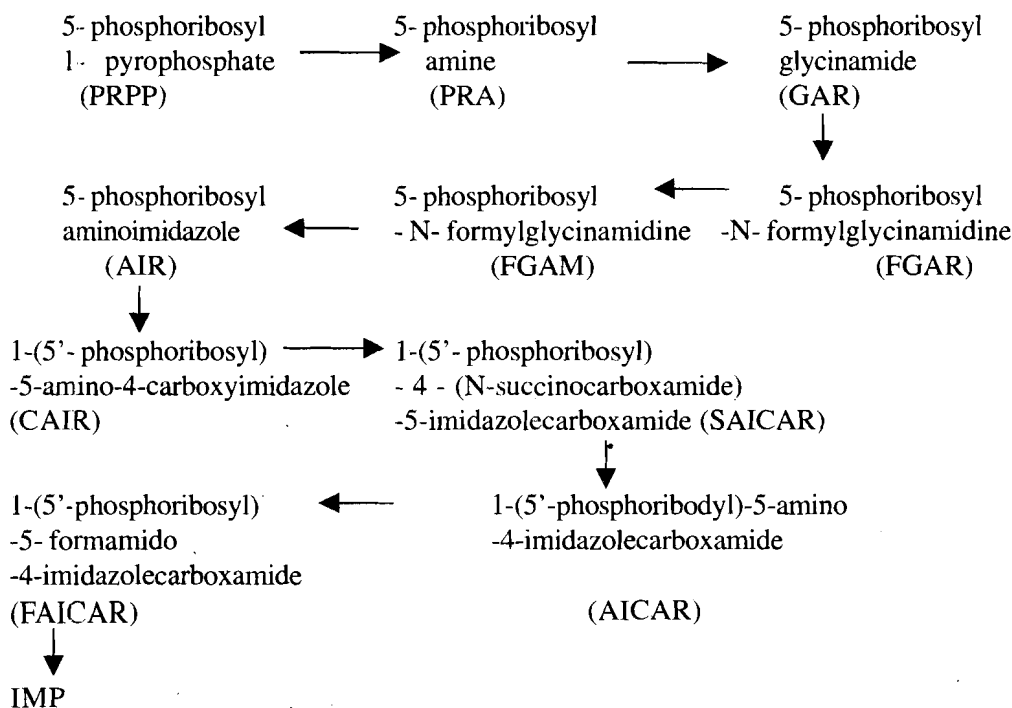 5- phosphoribosyl
1- pyrophosphate
(PRPP)
5- phosphoribosyl
amine
(PRA)
5- phosphoribosyl
glycinamide
(GAR)
5- phosphoribosyl
aminoimidazole
(AIR)
5- phosphoribosyl
- N- formylglycinamidine
(FGAM)
5- phosphoribosyl
-N- formylglycinamidine
(FGAR)
1-(5'- phosphoribosyl)
-5-amino-4-carboxyimidazole
(CAIR)
1-(5'- phosphoribosyl)
- 4 - (N-succinocarboxamide)
-5-imidazolecarboxamide (SAICAR)
1-(5'-phosphoribosyl)
-5- formamido
-4-imidazolecarboxamide
(FAICAR)
1-(5'-phosphoribodyl)-5-amino
-4-imidazolecarboxamide
(AICAR)
IMP